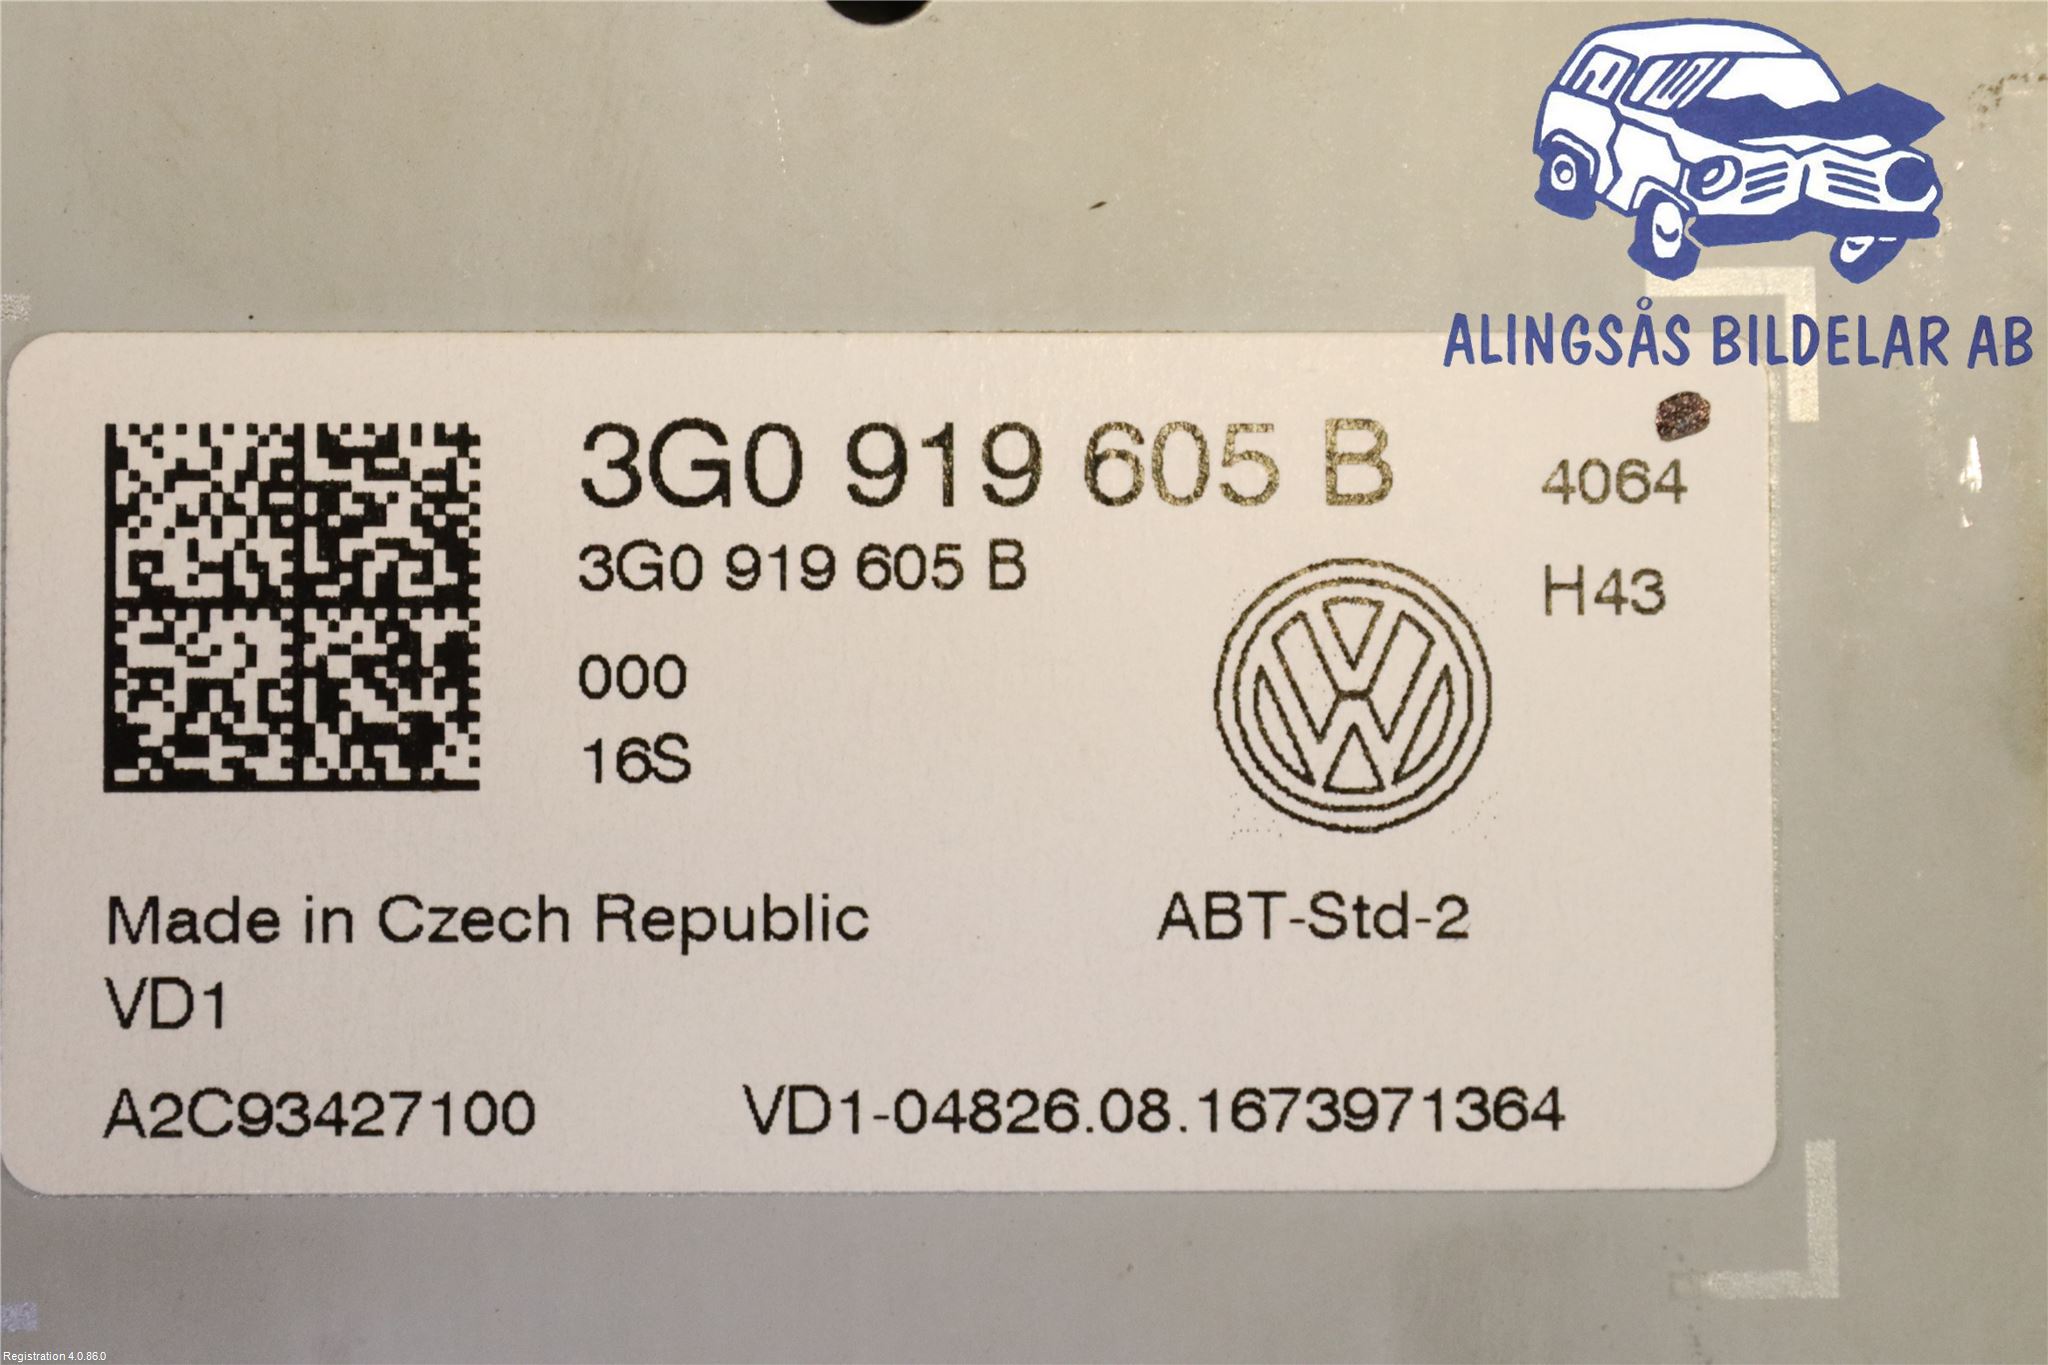 ALINGSÅS BILDELAR AB
3G0 919 605 B
4064
3G0 919 605 B
H43
000
16S
Made in Czech Republic
ABT-Std-2
VD1
A2C93427100
VD1-04826.08.1673971364
Registration 4.0.86.0